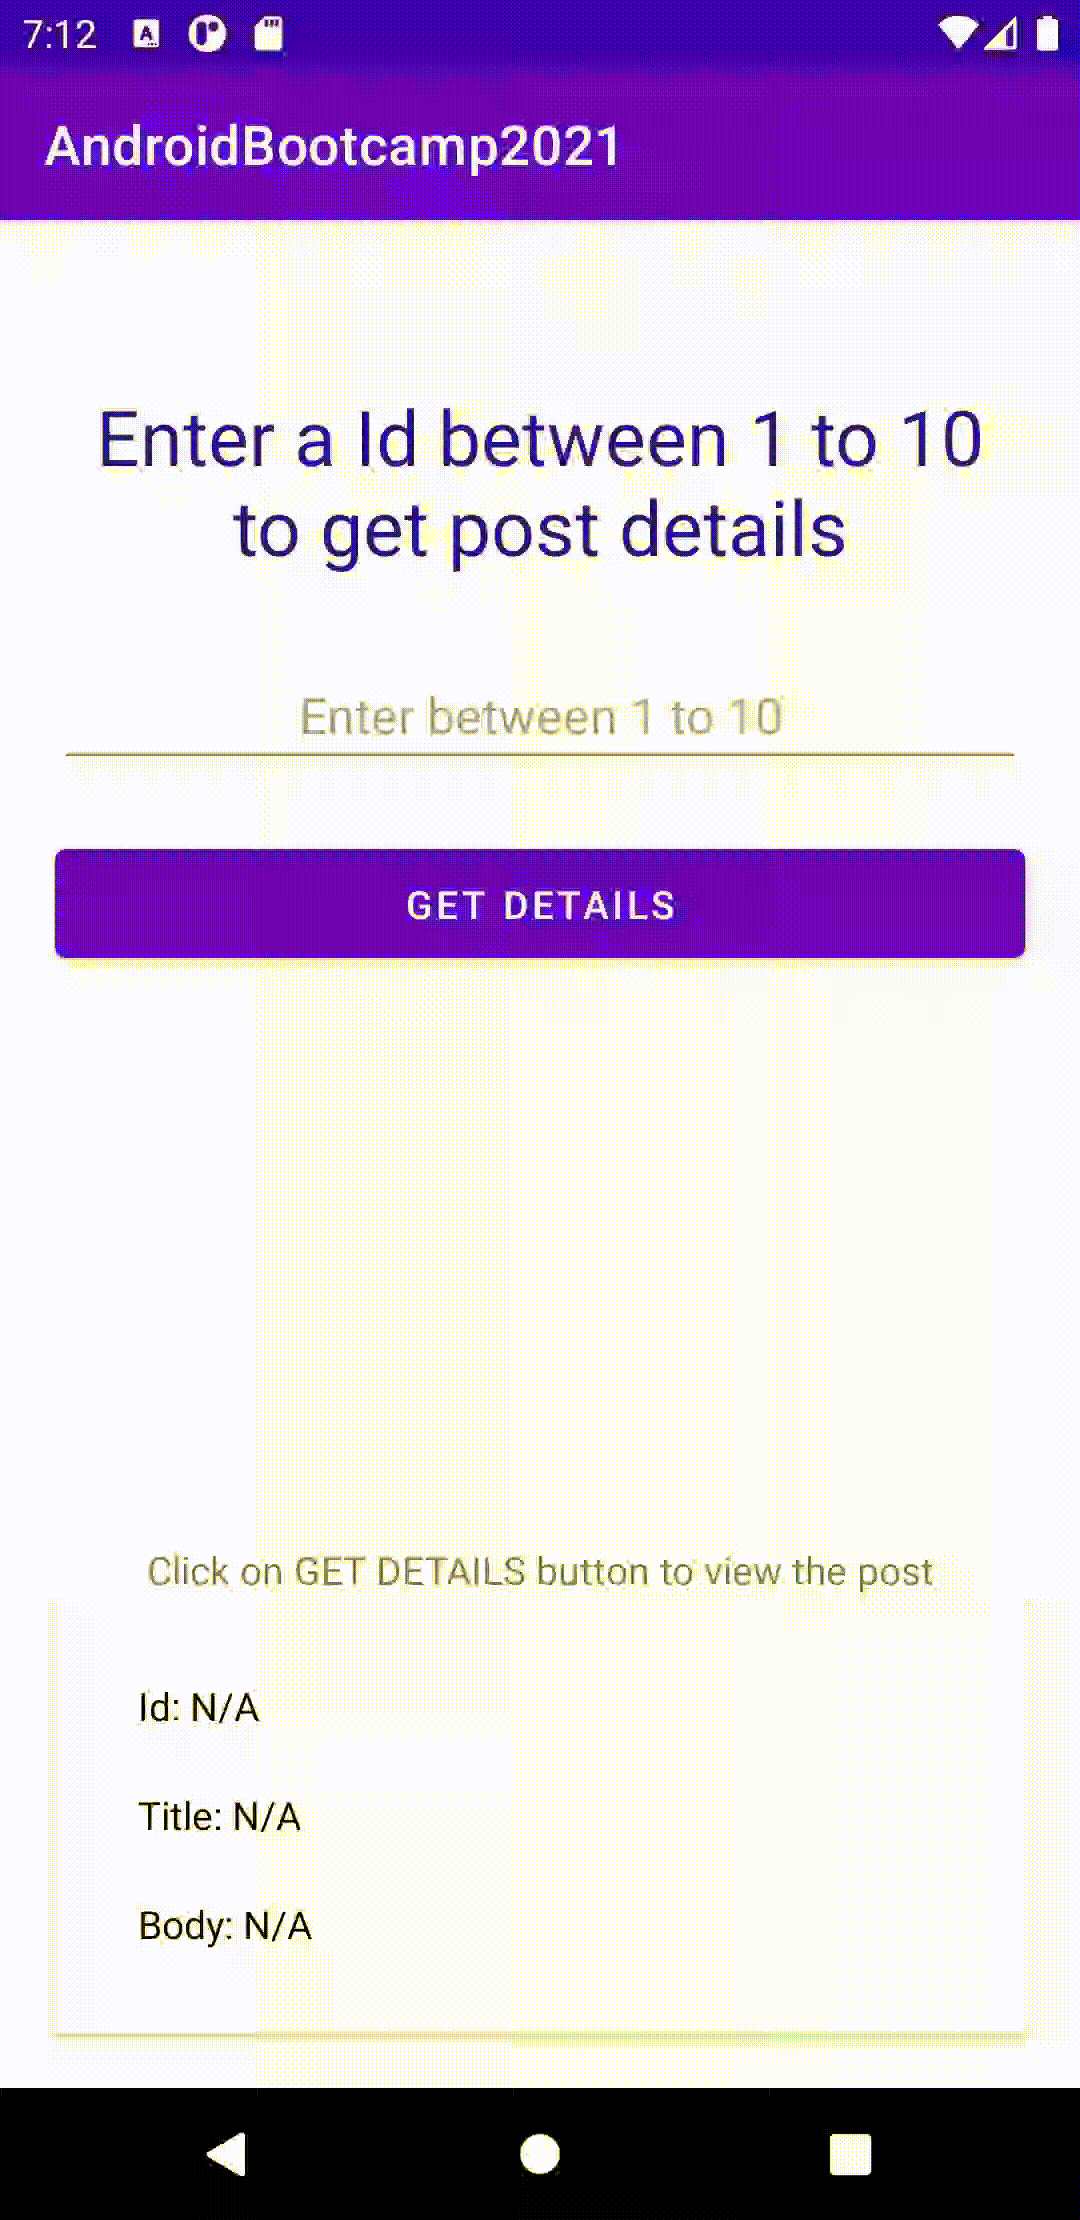 7:12
AndroidBootcamp2021
Enter a Id between 1 to 10
to get post details
Enter between 1 to 10
GET DETAILS
Click on GET DETAILS button to view the post
Id: N/A
Title: N/A
Body: N/A